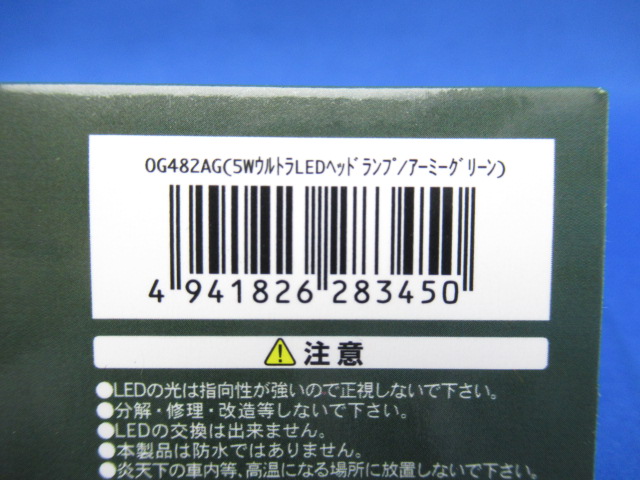 OG482AG(5WウルトラLEDヘッドランプ/アーミーグリーン)
4 941826 283450
注意
●LEDの光は指向性が強いので正視しないで下さい。
●分解・修理・改造等しないで下さい。
●LEDの交換は出来ません。
●本製品は防水ではありません。
●炎天下の車内等、高温になる場所に放置しないで下さい。